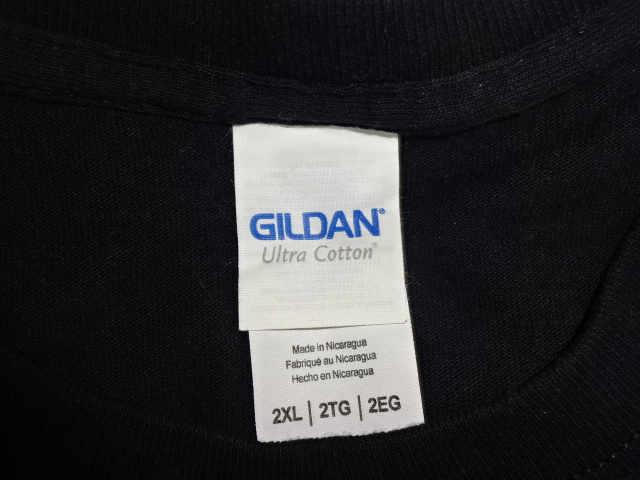 GILDAN®
Ultra Cotton®
Made in Nicaragua
Fabriqué au Nicaragua
Hecho en Nicaragua
2XL | 2TG | 2EG